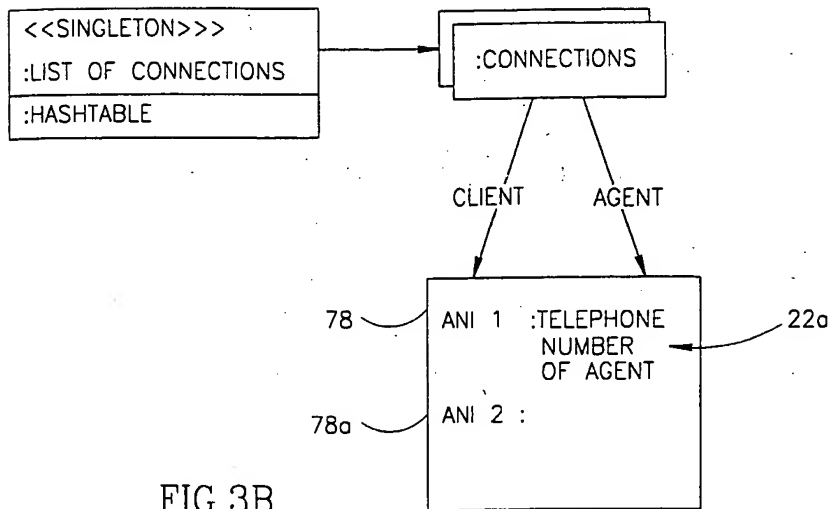 <<SINGLETON>>>
:LIST OF CONNECTIONS
:HASHTABLE
:CONNECTIONS
CLIENT AGENT
78 ANI 1 :TELEPHONE 22a
NUMBER
OF AGENT
78a ANI 2 :
FIG.3B